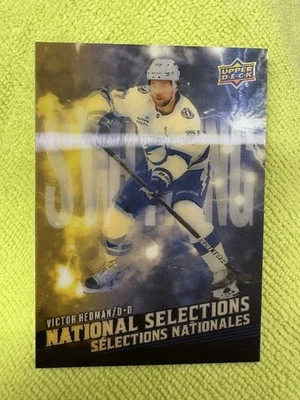 UPPER
DECK
VICTOR HEDMAN/D•D
NATIONAL SELECTIONS
SÉLECTIONS NATIONALES